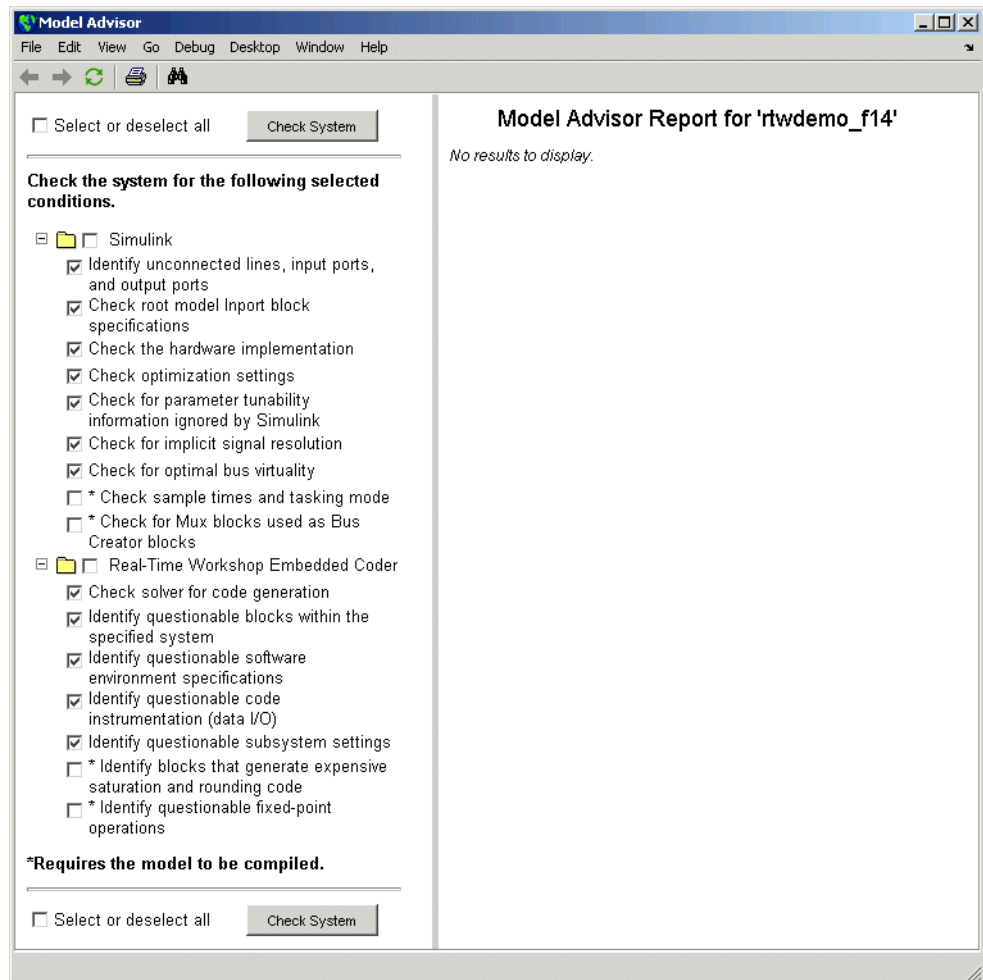 Model Advisor
File Edit View Go Debug Desktop Window Help
Select or deselect all Check System
Check the system for the following selected
conditions.
Simulink
Identify unconnected lines, input ports,
and output ports
Check root model Inport block
specifications
Check the hardware implementation
Check optimization settings
Check for parameter tunability
information ignored by Simulink
Check for implicit signal resolution
Check for optimal bus virtuality
* Check sample times and tasking mode
* Check for Mux blocks used as Bus
Creator blocks
Real-Time Workshop Embedded Coder
Check solver for code generation
Identify questionable blocks within the
specified system
Identify questionable software
environment specifications
Identify questionable code
instrumentation (data I/O)
Identify questionable subsystem settings
* Identify blocks that generate expensive
saturation and rounding code
* Identify questionable fixed-point
operations
*Requires the model to be compiled.
Select or deselect all Check System
Model Advisor Report for 'rtwdemo_f14'
No results to display.